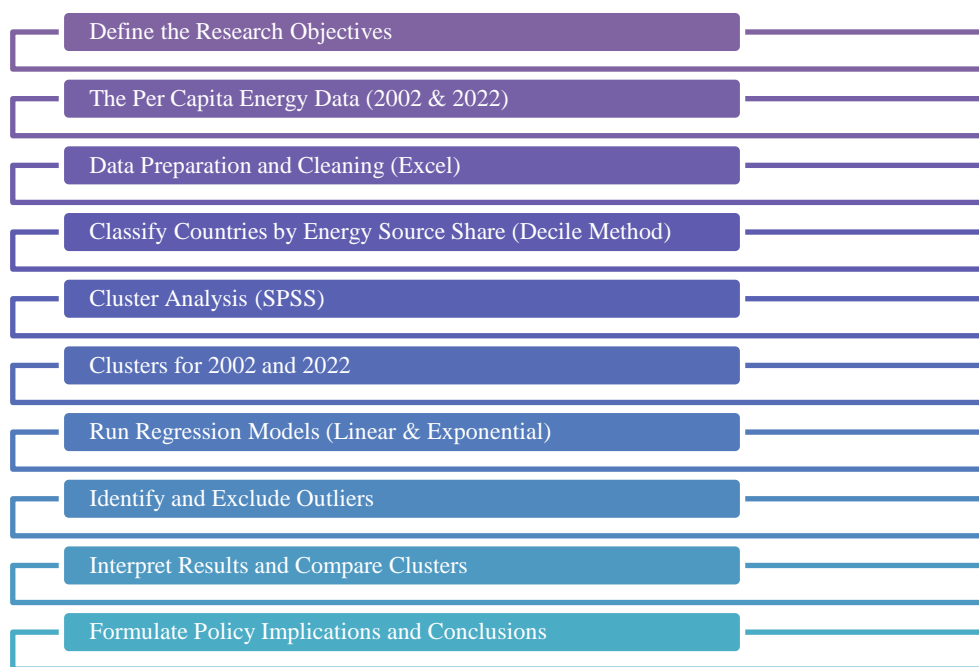 Define the Research Objectives
The Per Capita Energy Data (2002 & 2022)
Data Preparation and Cleaning (Excel)
Classify Countries by Energy Source Share (Decile Method)
Cluster Analysis (SPSS)
Clusters for 2002 and 2022
Run Regression Models (Linear & Exponential)
Identify and Exclude Outliers
Interpret Results and Compare Clusters
Formulate Policy Implications and Conclusions